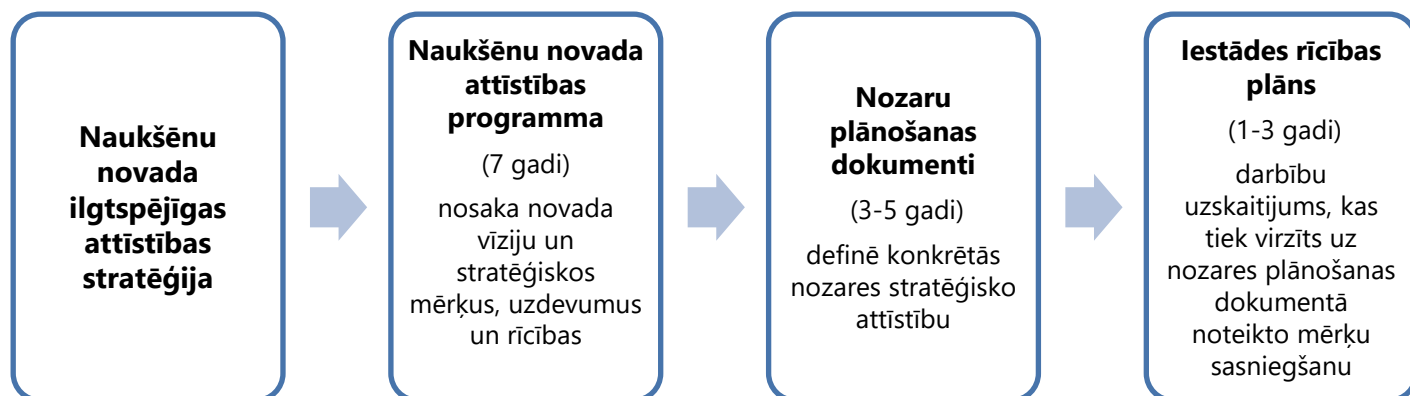 Naukšēnu
novada
ilgtspējīgas
attīstības
stratēģija
Naukšēnu novada
attīstības
programma
(7 gadi)
nosaka novada
vīziju un
stratēģiskos
mērķus, uzdevumus
un rīcības
Nozaru
plānošanas
dokumenti
(3-5 gadi)
definē konkrētās
nozares stratēģisko
attīstību
Iestādes rīcības
plāns
(1-3 gadi)
darbību
uzskaitijums, kas
tiek virzīts uz
nozares plānošanas
dokumentā
noteikto mērķu
sasniegšanu